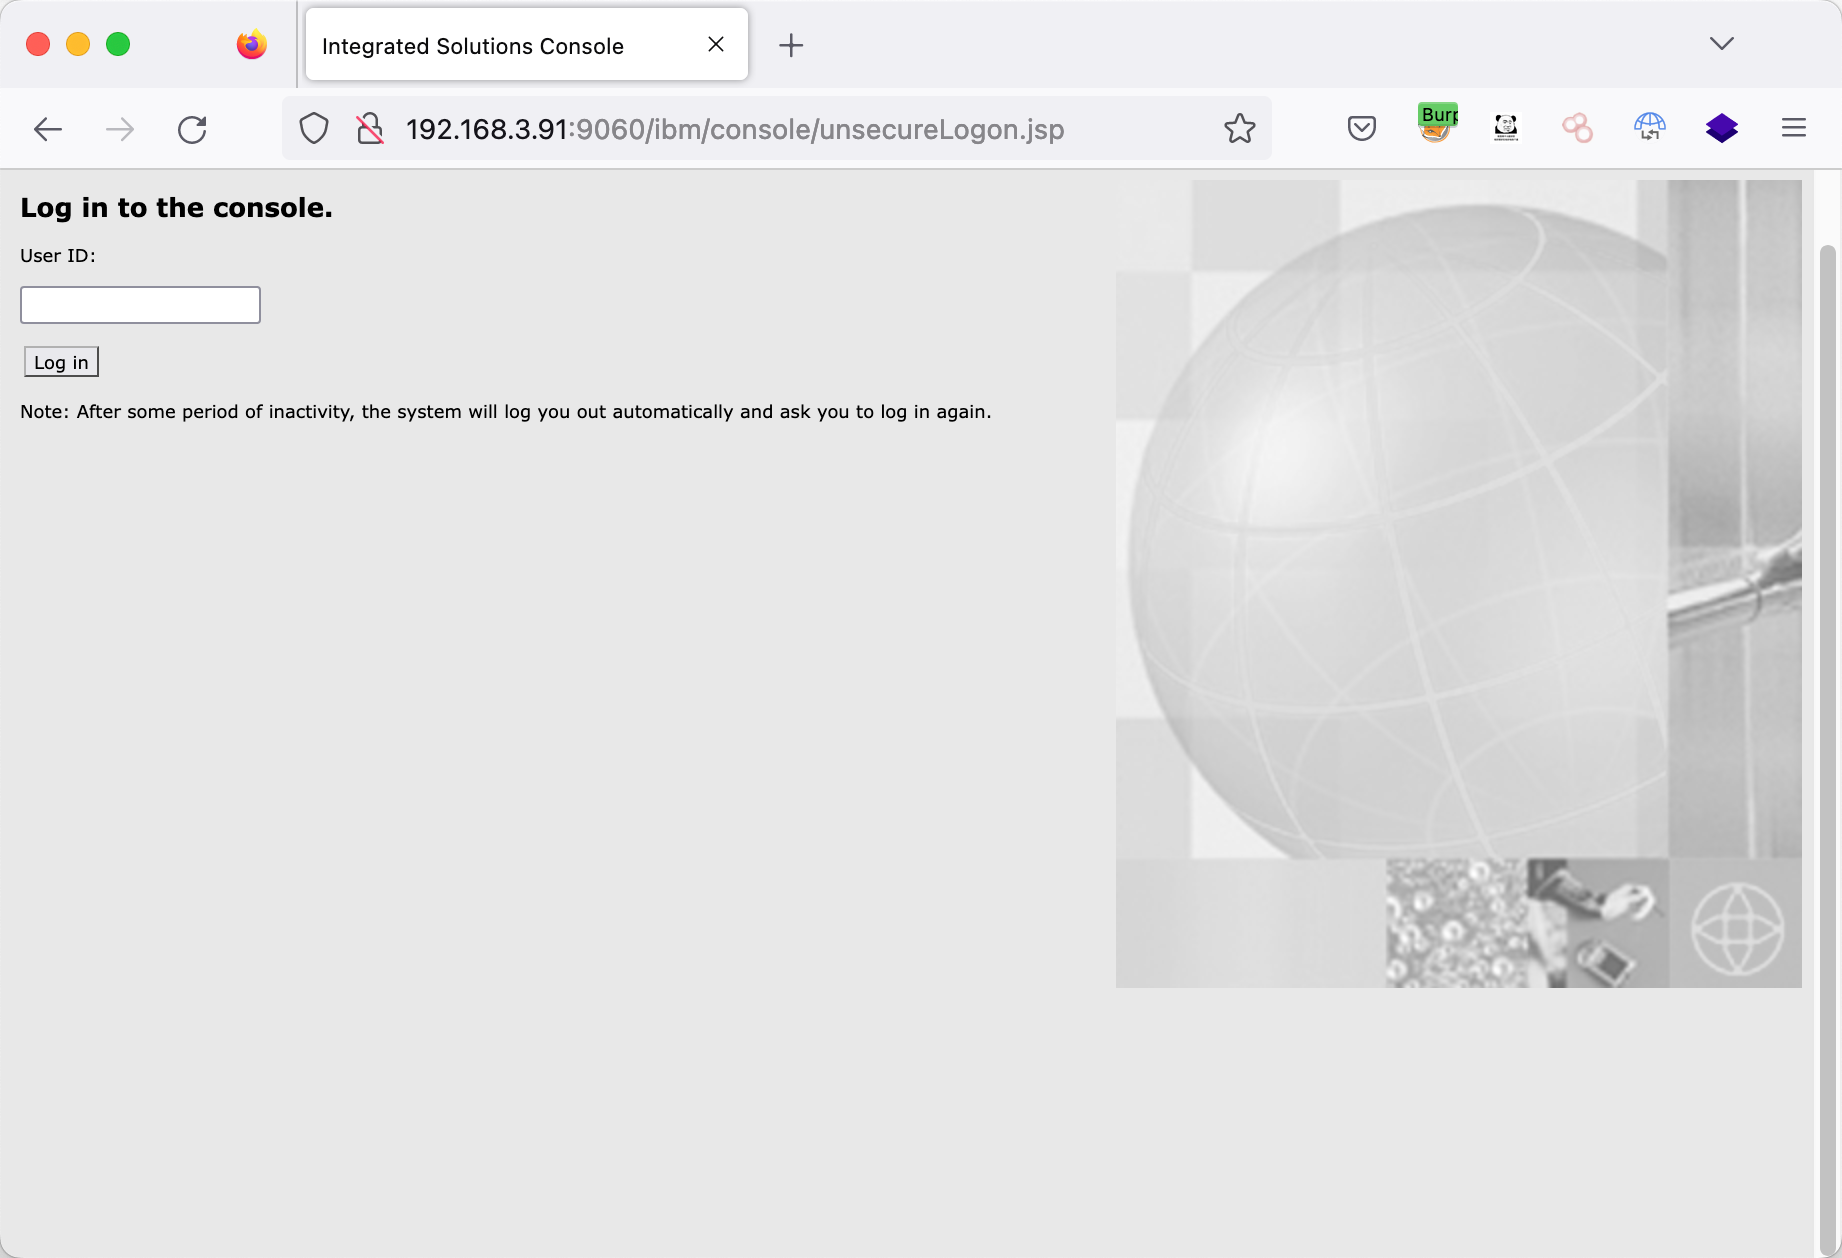 Integrated Solutions Console
192.168.3.91:9060/ibm/console/unsecureLogon.jsp
Burp
Log in to the console.
User ID:
Log in
Note: After some period of inactivity, the system will log you out automatically and ask you to log in again.